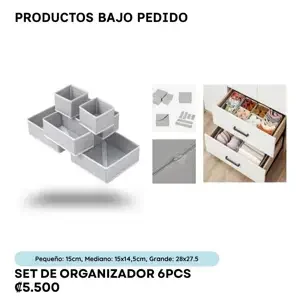 PRODUCTOS BAJO PEDIDO
Pequeño: 15cm, Mediano: 15x14,5cm, Grande: 28x27.5
SET DE ORGANIZADOR 6PCS
₡5.500